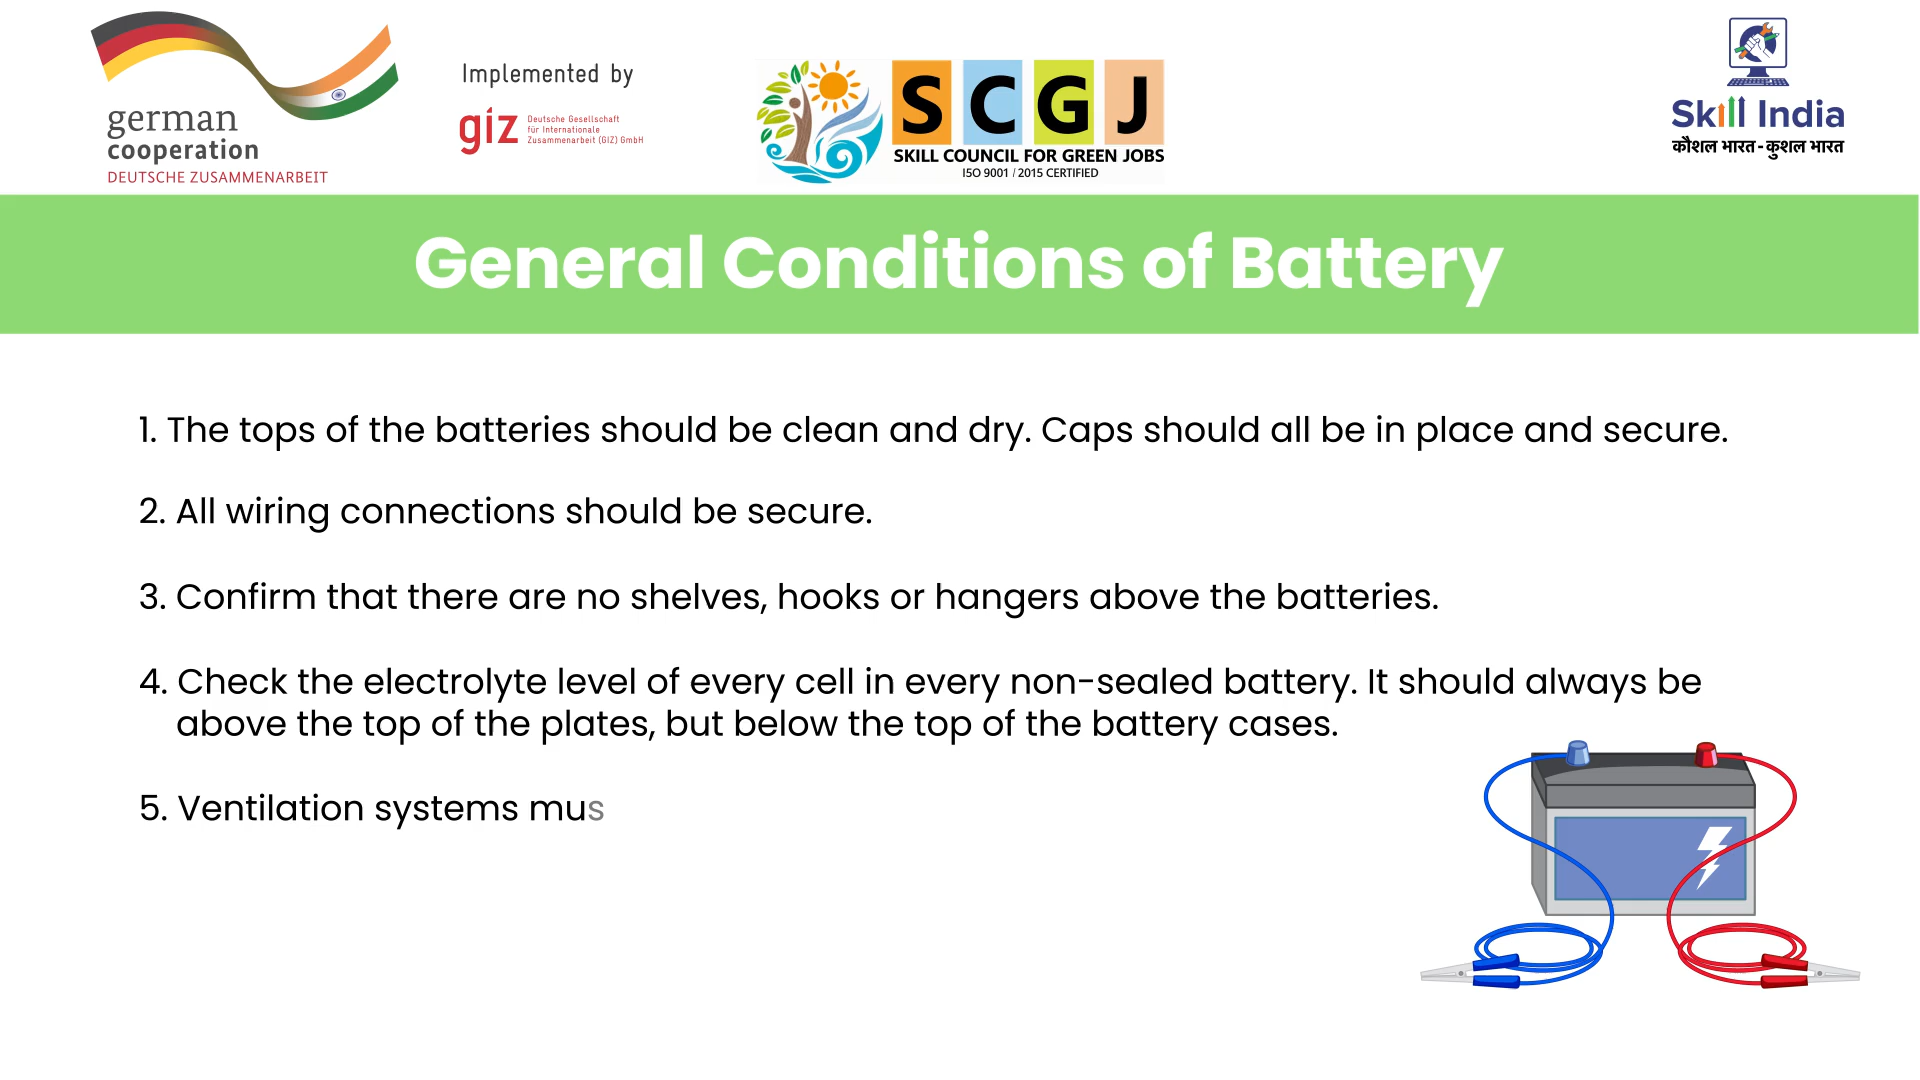 german
cooperation
DEUTSCHE ZUSAMMENARBEIT
Implemented by
giz
Deutsche Gesellschaft
für Internationale
Zusammenarbeit (GIZ) GmbH
SCGJ
SKILL COUNCIL FOR GREEN JOBS
ISO 9001 / 2015 CERTIFIED
Skill India
कौशल भारत-कुशल भारत
General Conditions of Battery
1. The tops of the batteries should be clean and dry. Caps should all be in place and secure.
2. All wiring connections should be secure.
3. Confirm that there are no shelves, hooks or hangers above the batteries.
4. Check the electrolyte level of every cell in every non-sealed battery. It should always be
above the top of the plates, but below the top of the battery cases.
5. Ventilation systems mus